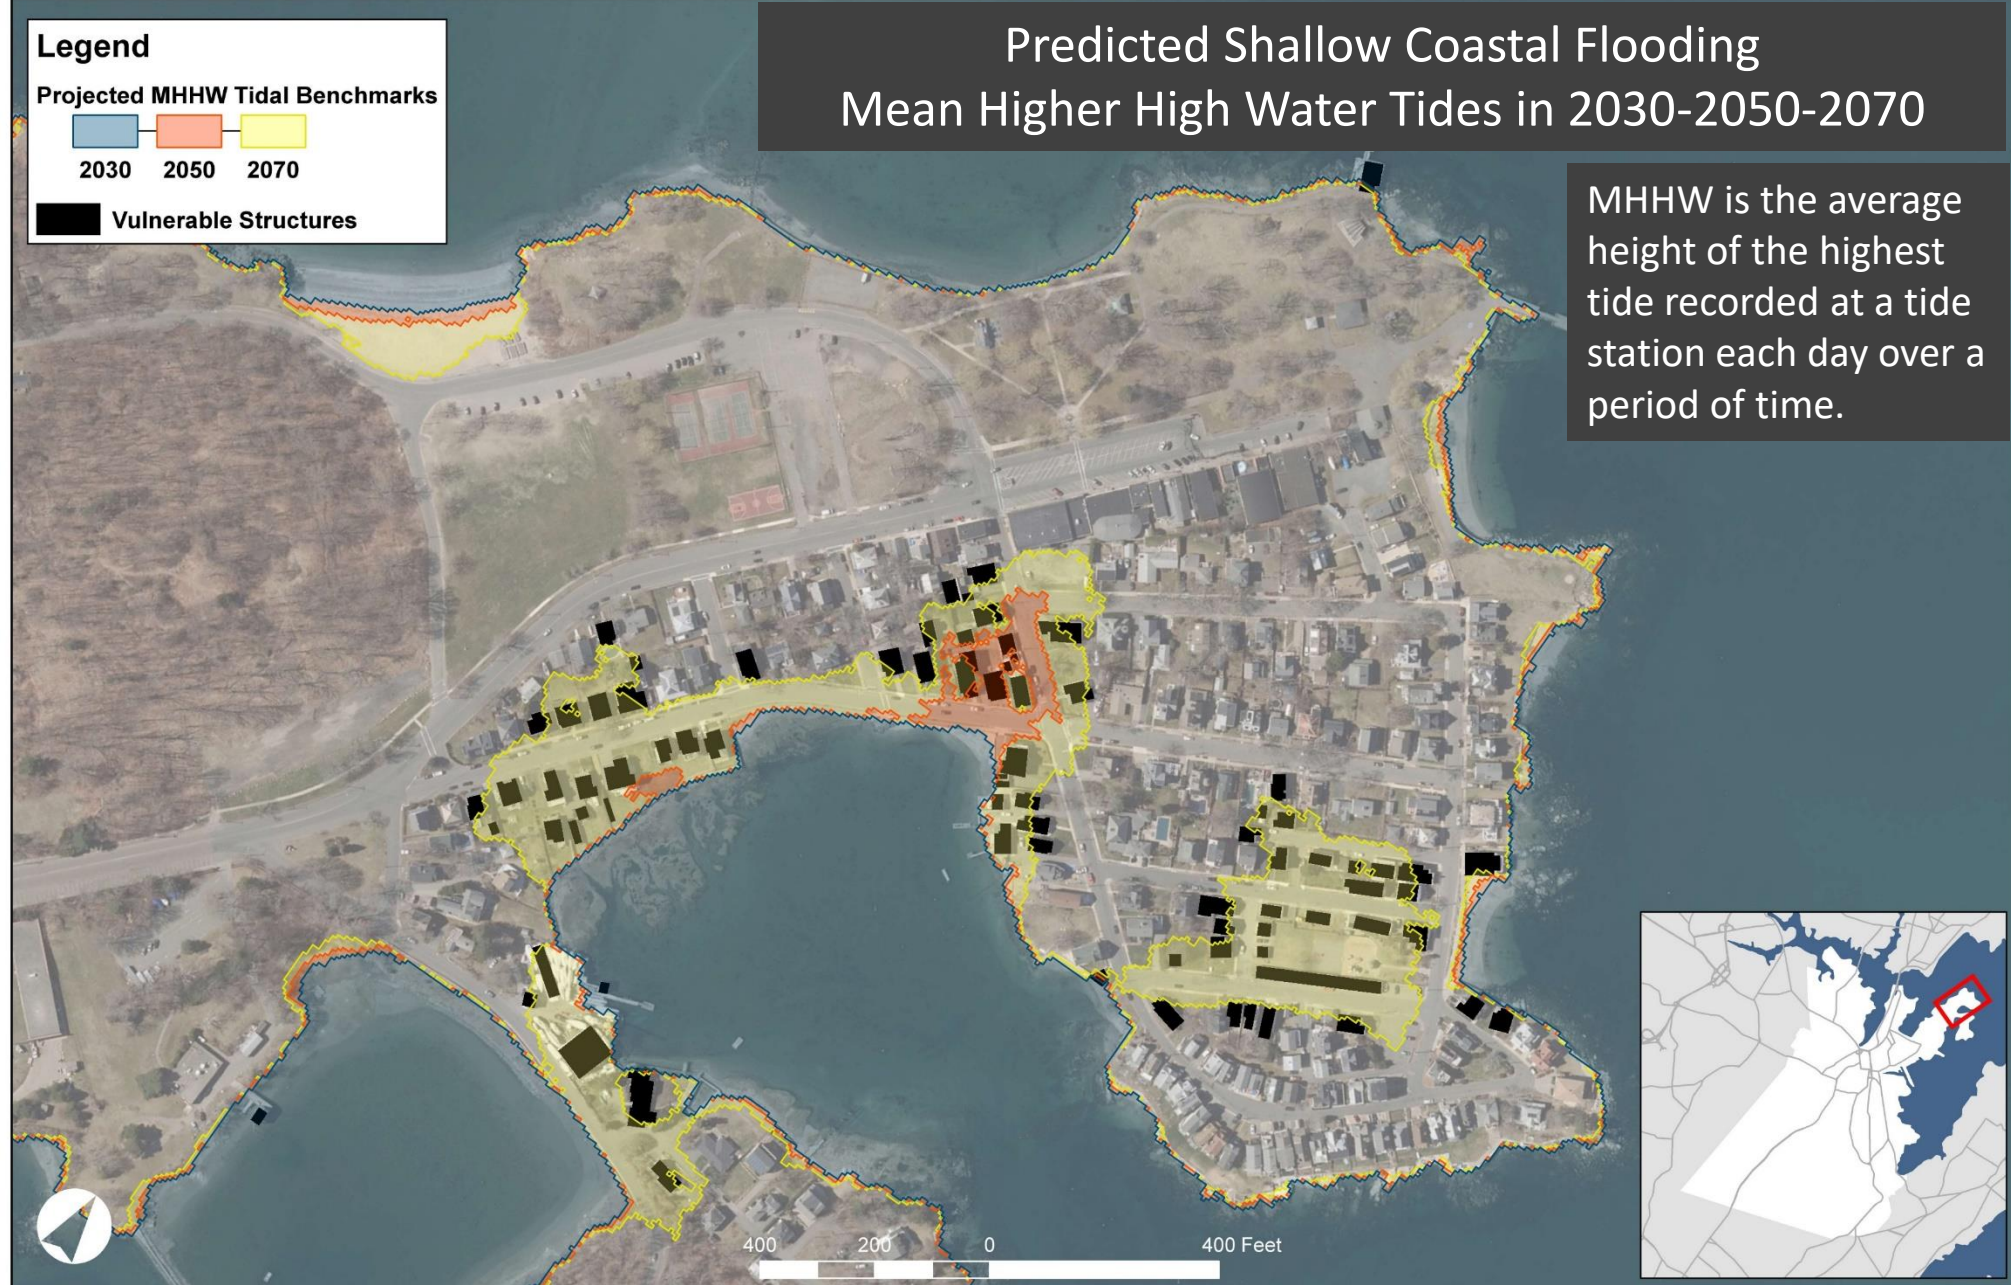 Legend
Projected MHHW Tidal Benchmarks
2030 2050 2070
Vulnerable Structures
Predicted Shallow Coastal Flooding
Mean Higher High Water Tides in 2030-2050-2070
MHHW is the average
height of the highest
tide recorded at a tide
station each day over a
period of time.
400 200 0 400 Feet